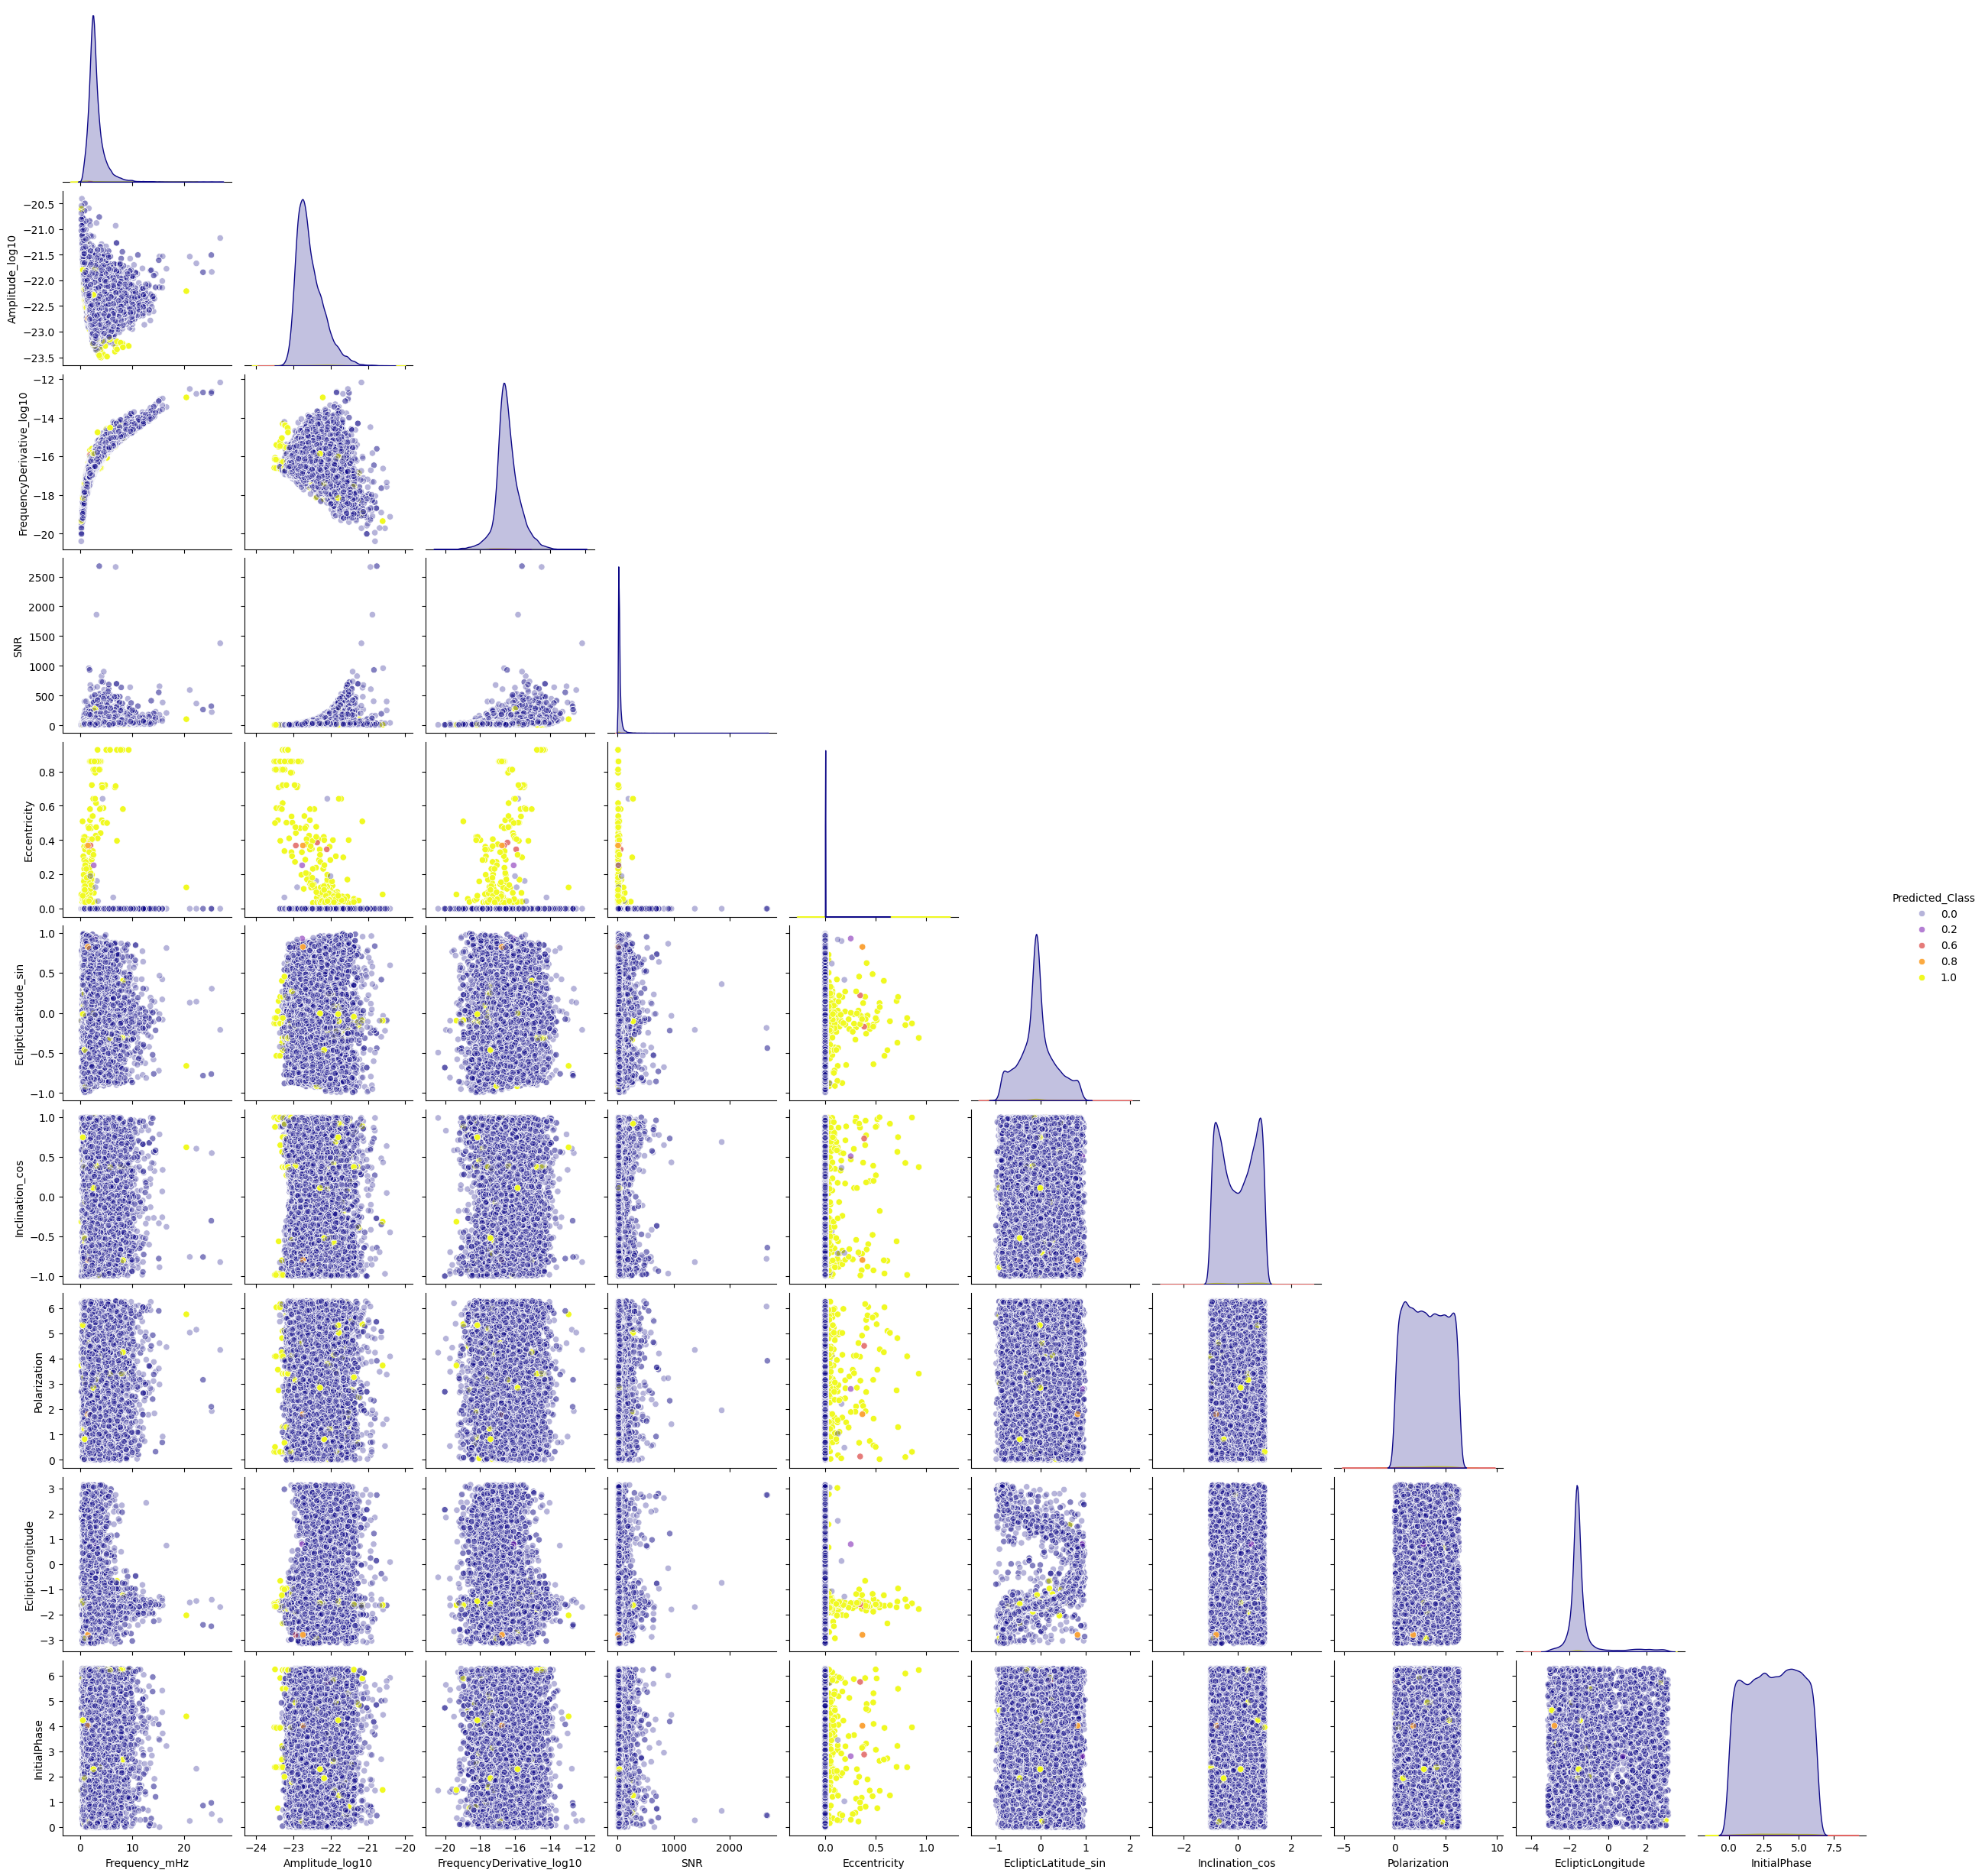 Amplitude_log10
−20.5
−21.0
−21.5
−22.0
−22.5
−23.0
−23.5
FrequencyDerivative_log10
−12
−14
−16
−18
−20
SNR
2500
2000
1500
1000
500
0
Eccentricity
0.8
0.6
0.4
0.2
0.0
Predicted_Class
0.0
0.2
0.6
0.8
1.0
EclipticLatitude_sin
1.0
0.5
0.0
−0.5
−1.0
Inclination_cos
1.0
0.5
0.0
−0.5
−1.0
Polarization
6
5
4
3
2
1
0
EclipticLongitude
3
2
1
0
−1
−2
−3
InitialPhase
6
5
4
3
2
1
0
0 10 20
−24 −23 −22 −21 −20
−20 −18 −16 −14 −12
0 1000 2000
0.0 0.5 1.0
−1 0 1 2
−2 0 2
−5 0 5 10
−4 −2 0 2
0.0 2.5 5.0 7.5
Frequency_mHz Amplitude_log10 FrequencyDerivative_log10 SNR Eccentricity EclipticLatitude_sin Inclination_cos Polarization EclipticLongitude InitialPhase